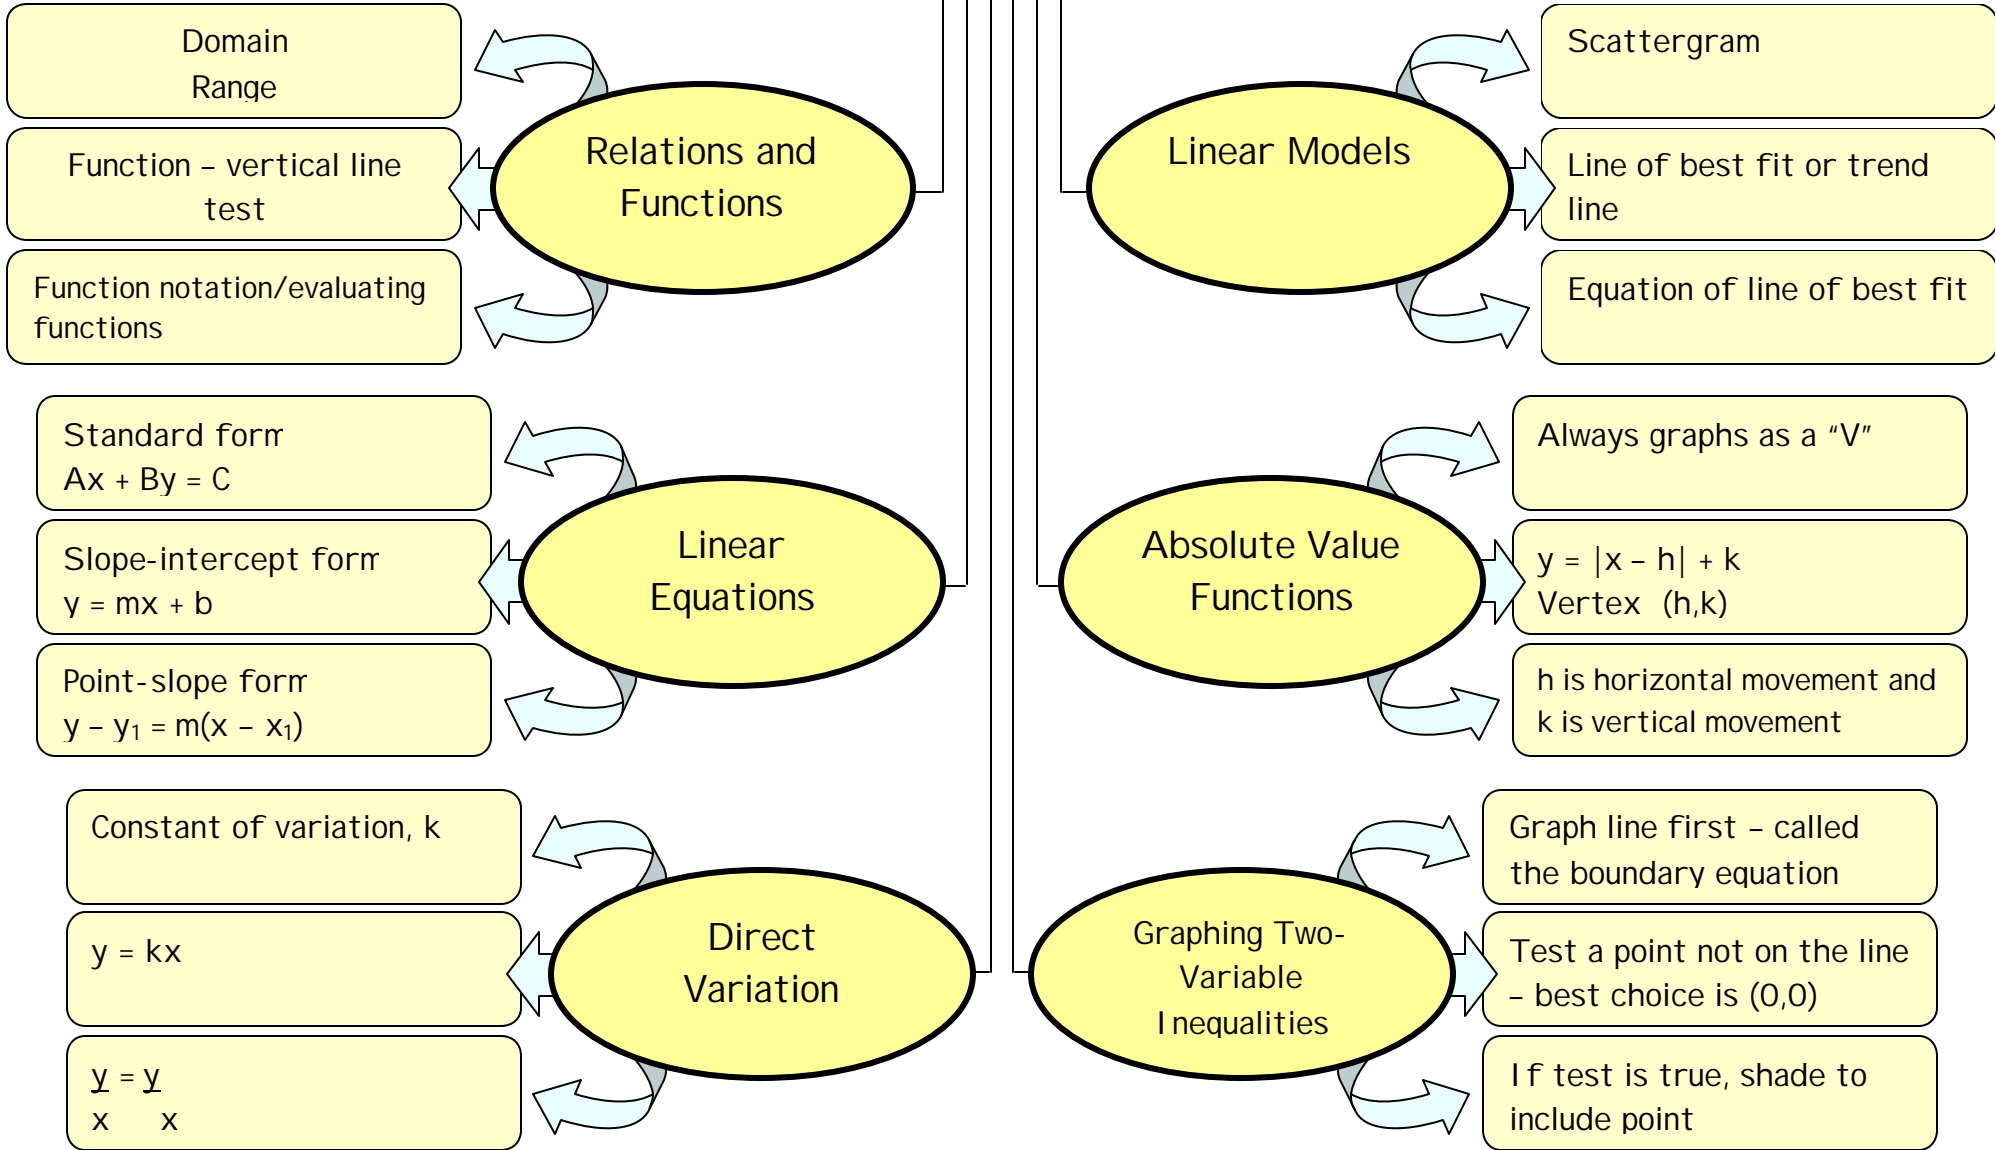 Domain
Range
Function – vertical line
test
Function notation/evaluating
functions
Relations and
Functions
Linear Models
Scattergram
Line of best fit or trend
line
Equation of line of best fit
Standard form
Ax + By = C
Slope-intercept form
y = mx + b
Point-slope form
y – y₁ = m(x – x₁)
Linear
Equations
Absolute Value
Functions
Always graphs as a “V”
y = |x – h| + k
Vertex (h,k)
h is horizontal movement and
k is vertical movement
Constant of variation, k
y = kx
y = y
x x
Direct
Variation
Graphing Two-
Variable
Inequalities
Graph line first – called
the boundary equation
Test a point not on the line
– best choice is (0,0)
If test is true, shade to
include point